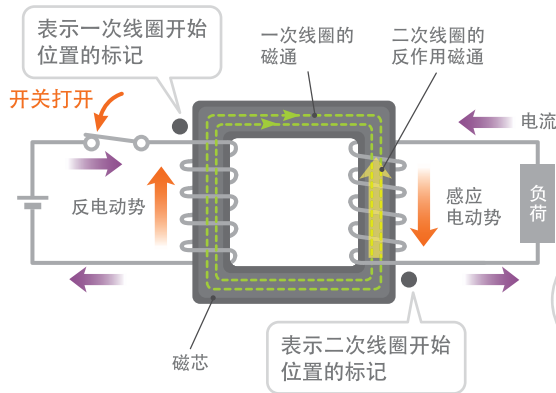 表示一次线圈开始
位置的标记
一次线圈的
磁通
二次线圈的
反作用磁通
开关打开
电流
反电动势
感应
电动势
负
荷
磁芯
表示二次线圈开始
位置的标记